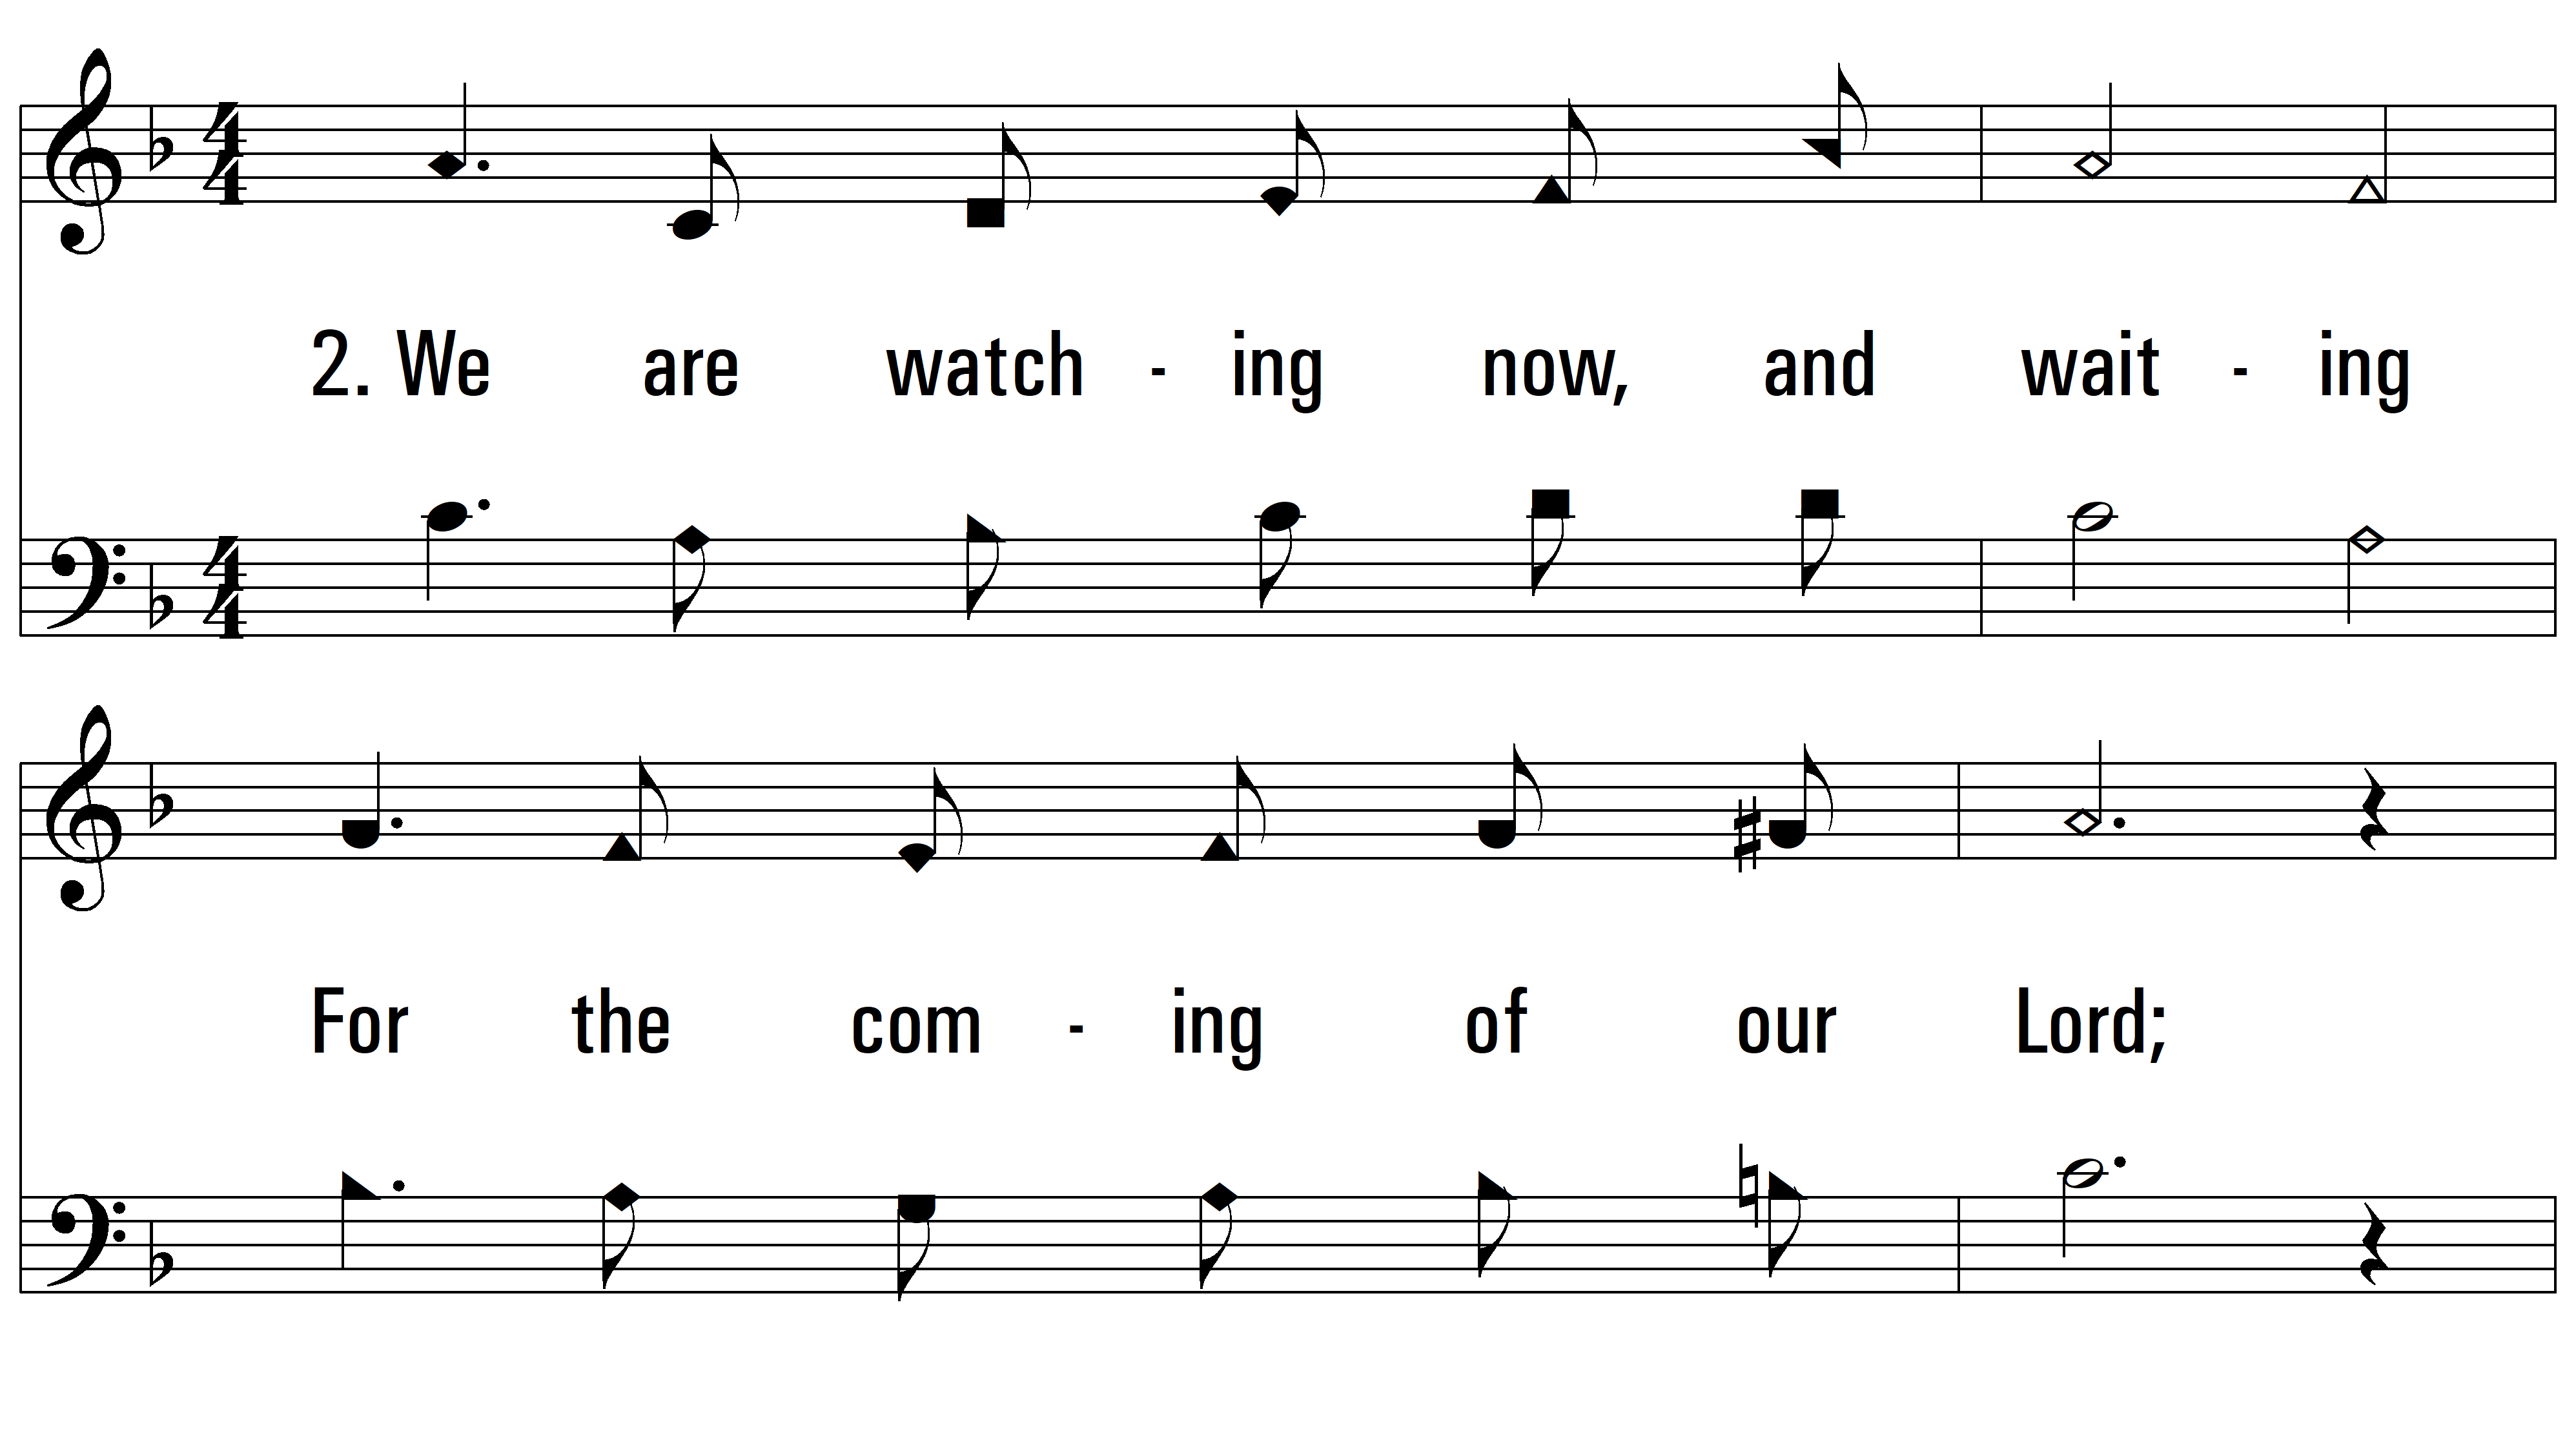 2. We are watch - ing now, and wait - ing
For the com - ing of our Lord;